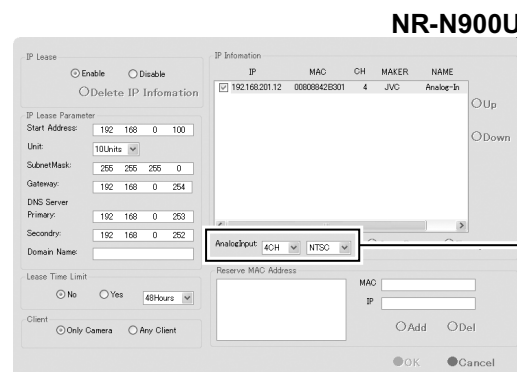 NR-N900U
IP Lease
Enable Disable
Delete IP Infomation
IP Lease Parameter
Start Address: 192 168 0 100
Unit: 10Units
SubnetMask: 255 255 255 0
Gateway: 192 168 0 254
DNS Server
Primary: 192 168 0 253
Secondry: 192 168 0 252
Domain Name:
Lease Time Limit
No Yes 48Hours
Client
Only Camera Any Client
IP Infomation
IP MAC CH MAKER NAME
192.168.201.12 00808842B301 4 JVC Analog-In
Up
Down
AnalogInput: 4CH NTSC
Reserve MAC Address
MAC
IP
Add Del
OK Cancel